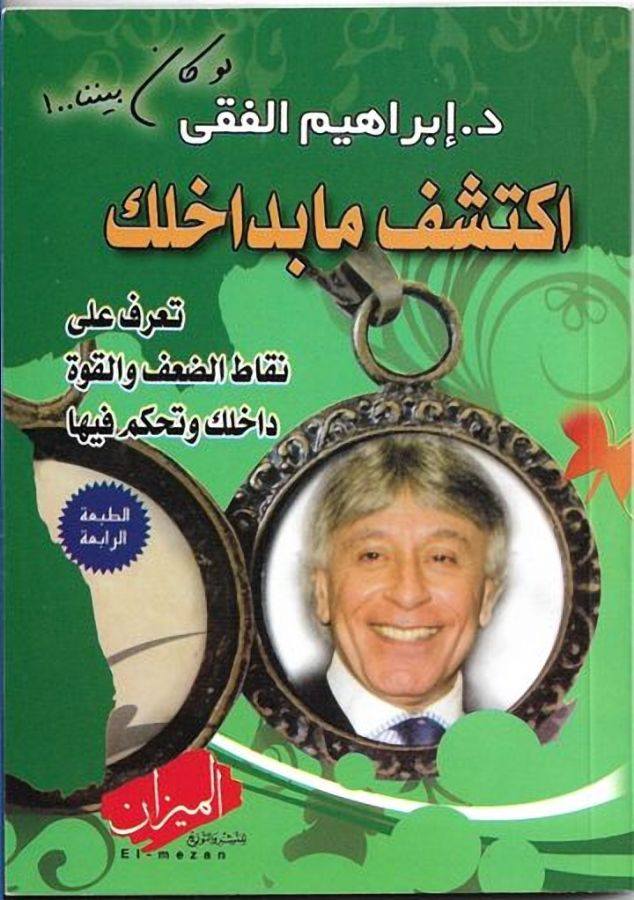 لو كان بيننا..!
د.إبراهيم الفقى
اكتشف مابداخلك
تعرف على
نقاط الضعف والقوة
داخلك وتحكم فيها
الطبعة
الرابعة
الميزان
للنشر والتوزيع
El-mezan